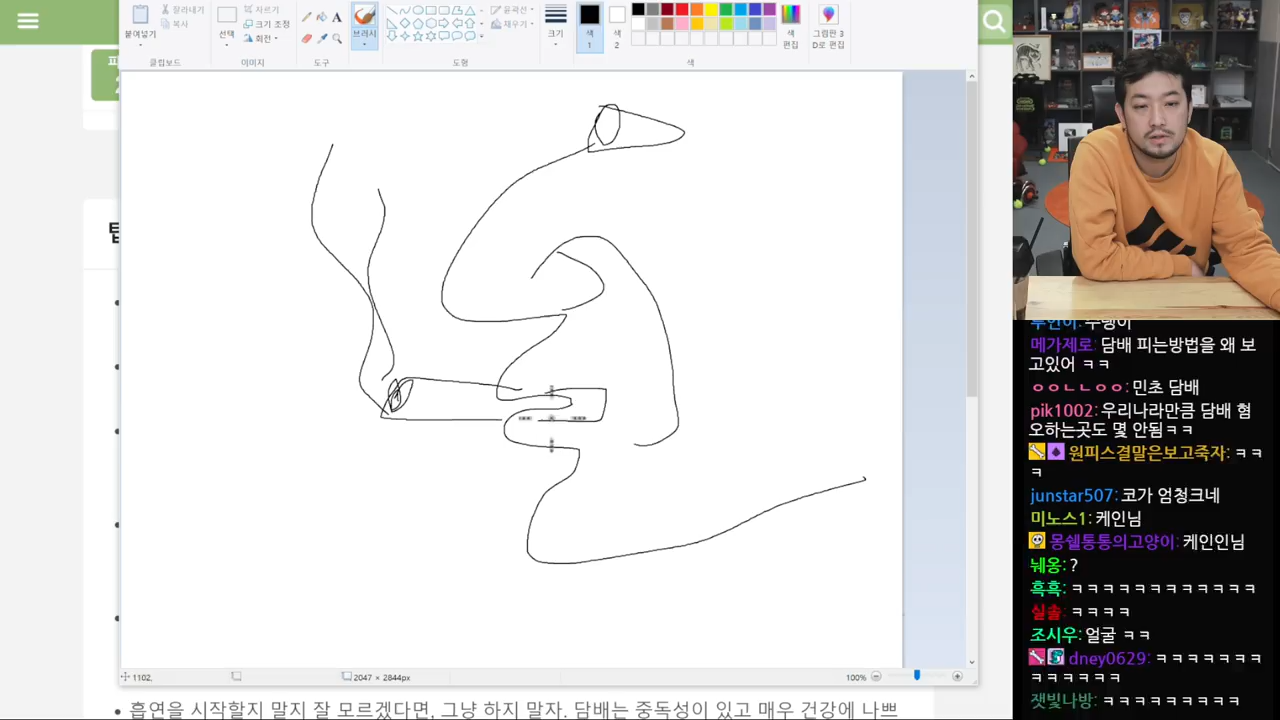 붙여넣기
잘라내기
복사
선택
자르기
크기 조정
회전
A
브러시
윤곽선
채우기
크기
색
1
색
2
색
편집
그림판 3
D로 편집
클립보드
이미지
도구
도형
색
1102,
2047 × 2844px
100%
• 흡연을 시작할지 말지 잘 모르겠다면, 그냥 하지 말자. 담배는 중독성이 있고 매우 건강에 나쁘
메가제로: 담배 피는방법을 왜 보
고있어 ㅋㅋ
ㅇㅇㄴㄴㅇㅇ: 민초 담배
pik1002: 우리나라만큼 담배 혐
오하는곳도 몇 안됨ㅋㅋ
원피스결말은보고죽자: ㅋㅋ
ㅋ
junstar507: 코가 엄청크네
미노스1: 케인님
몽쉘통통의고양이: 케인인님
눼옹: ?
흑흑: ㅋㅋㅋㅋㅋㅋㅋㅋㅋㅋㅋㅋ
실솔: ㅋㅋㅋㅋ
조시우: 얼굴 ㅋㅋ
dney0629: ㅋㅋㅋㅋㅋㅋㅋ
ㅋㅋㅋㅋㅋㅋ
잿빛나방: ㅋㅋㅋㅋㅋㅋㅋㅋㅋ